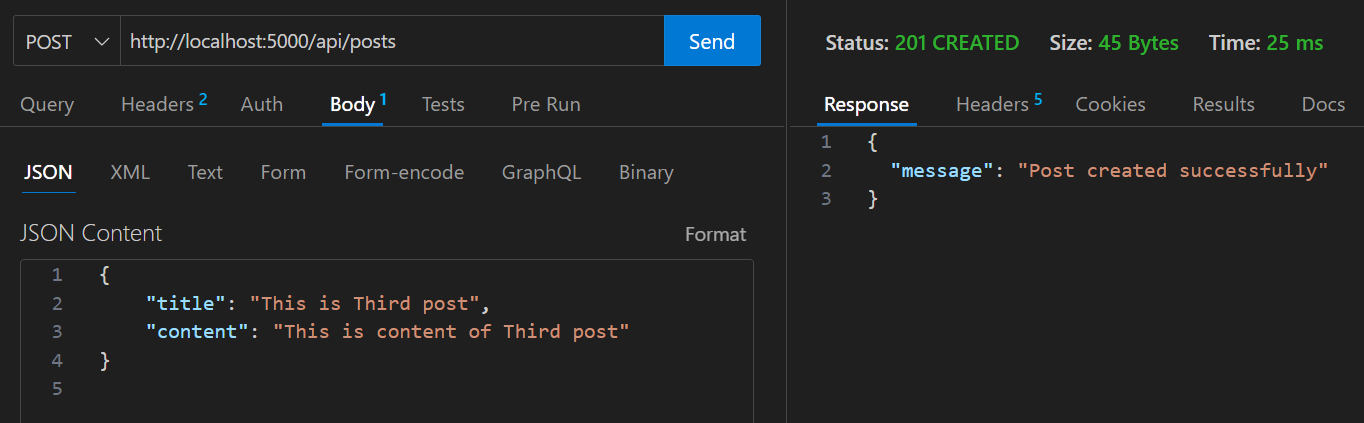 POST http://localhost:5000/api/posts Send
Query Headers 2 Auth Body 1 Tests Pre Run
JSON XML Text Form Form-encode GraphQL Binary
JSON Content Format
1 {
2 "title": "This is Third post",
3 "content": "This is content of Third post"
4 }
5
Status: 201 CREATED Size: 45 Bytes Time: 25 ms
Response Headers 5 Cookies Results Docs
1 {
2 "message": "Post created successfully"
3 }